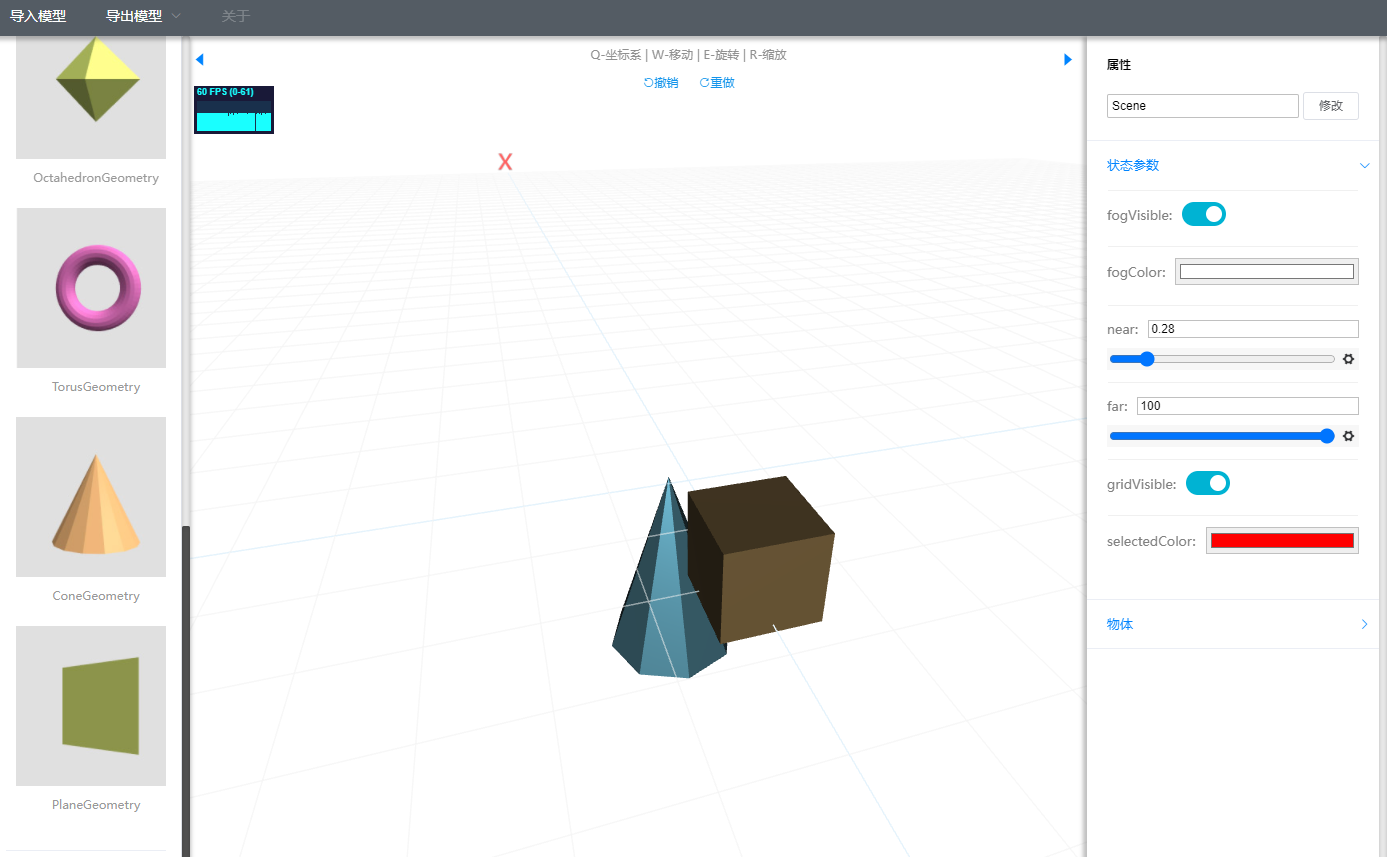 导入模型 导出模型 关于
OctahedronGeometry
TorusGeometry
ConeGeometry
PlaneGeometry
Q-坐标系 | W-移动 | E-旋转 | R-缩放
撤销 重做
60 FPS (0-61)
X
属性
Scene 修改
状态参数
fogVisible:
fogColor:
near: 0.28
far: 100
gridVisible:
selectedColor:
物体